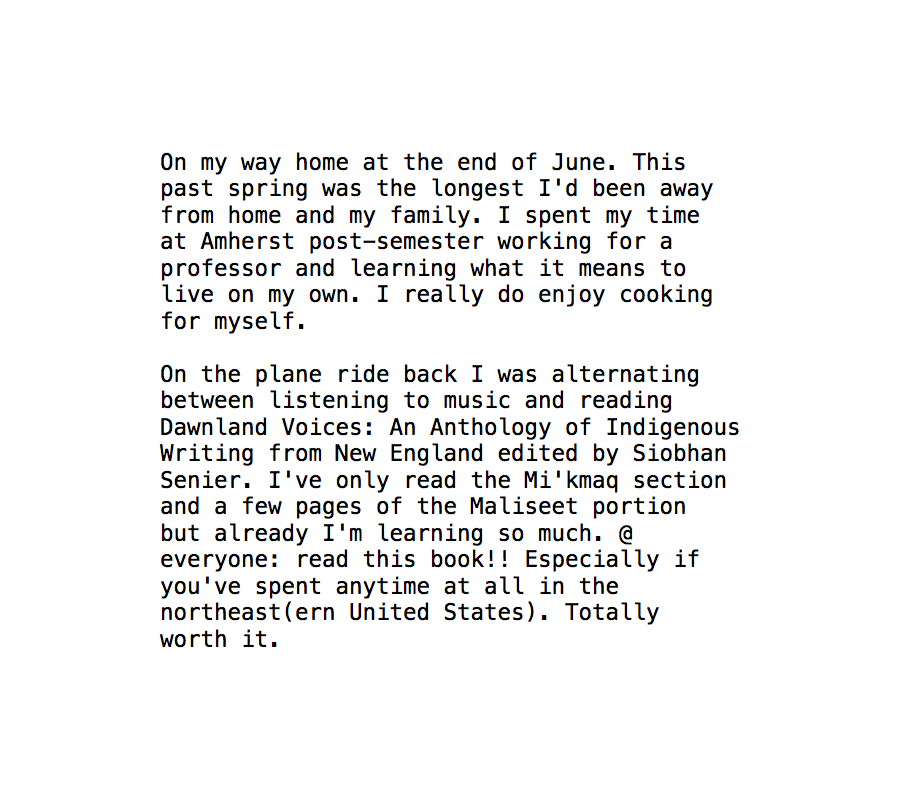 On my way home at the end of June. This
past spring was the longest I'd been away
from home and my family. I spent my time
at Amherst post-semester working for a
professor and learning what it means to
live on my own. I really do enjoy cooking
for myself.

On the plane ride back I was alternating
between listening to music and reading
Dawnland Voices: An Anthology of Indigenous
Writing from New England edited by Siobhan
Senier. I've only read the Mi'kmaq section
and a few pages of the Maliseet portion
but already I'm learning so much. @
everyone: read this book!! Especially if
you've spent anytime at all in the
northeast(ern United States). Totally
worth it.